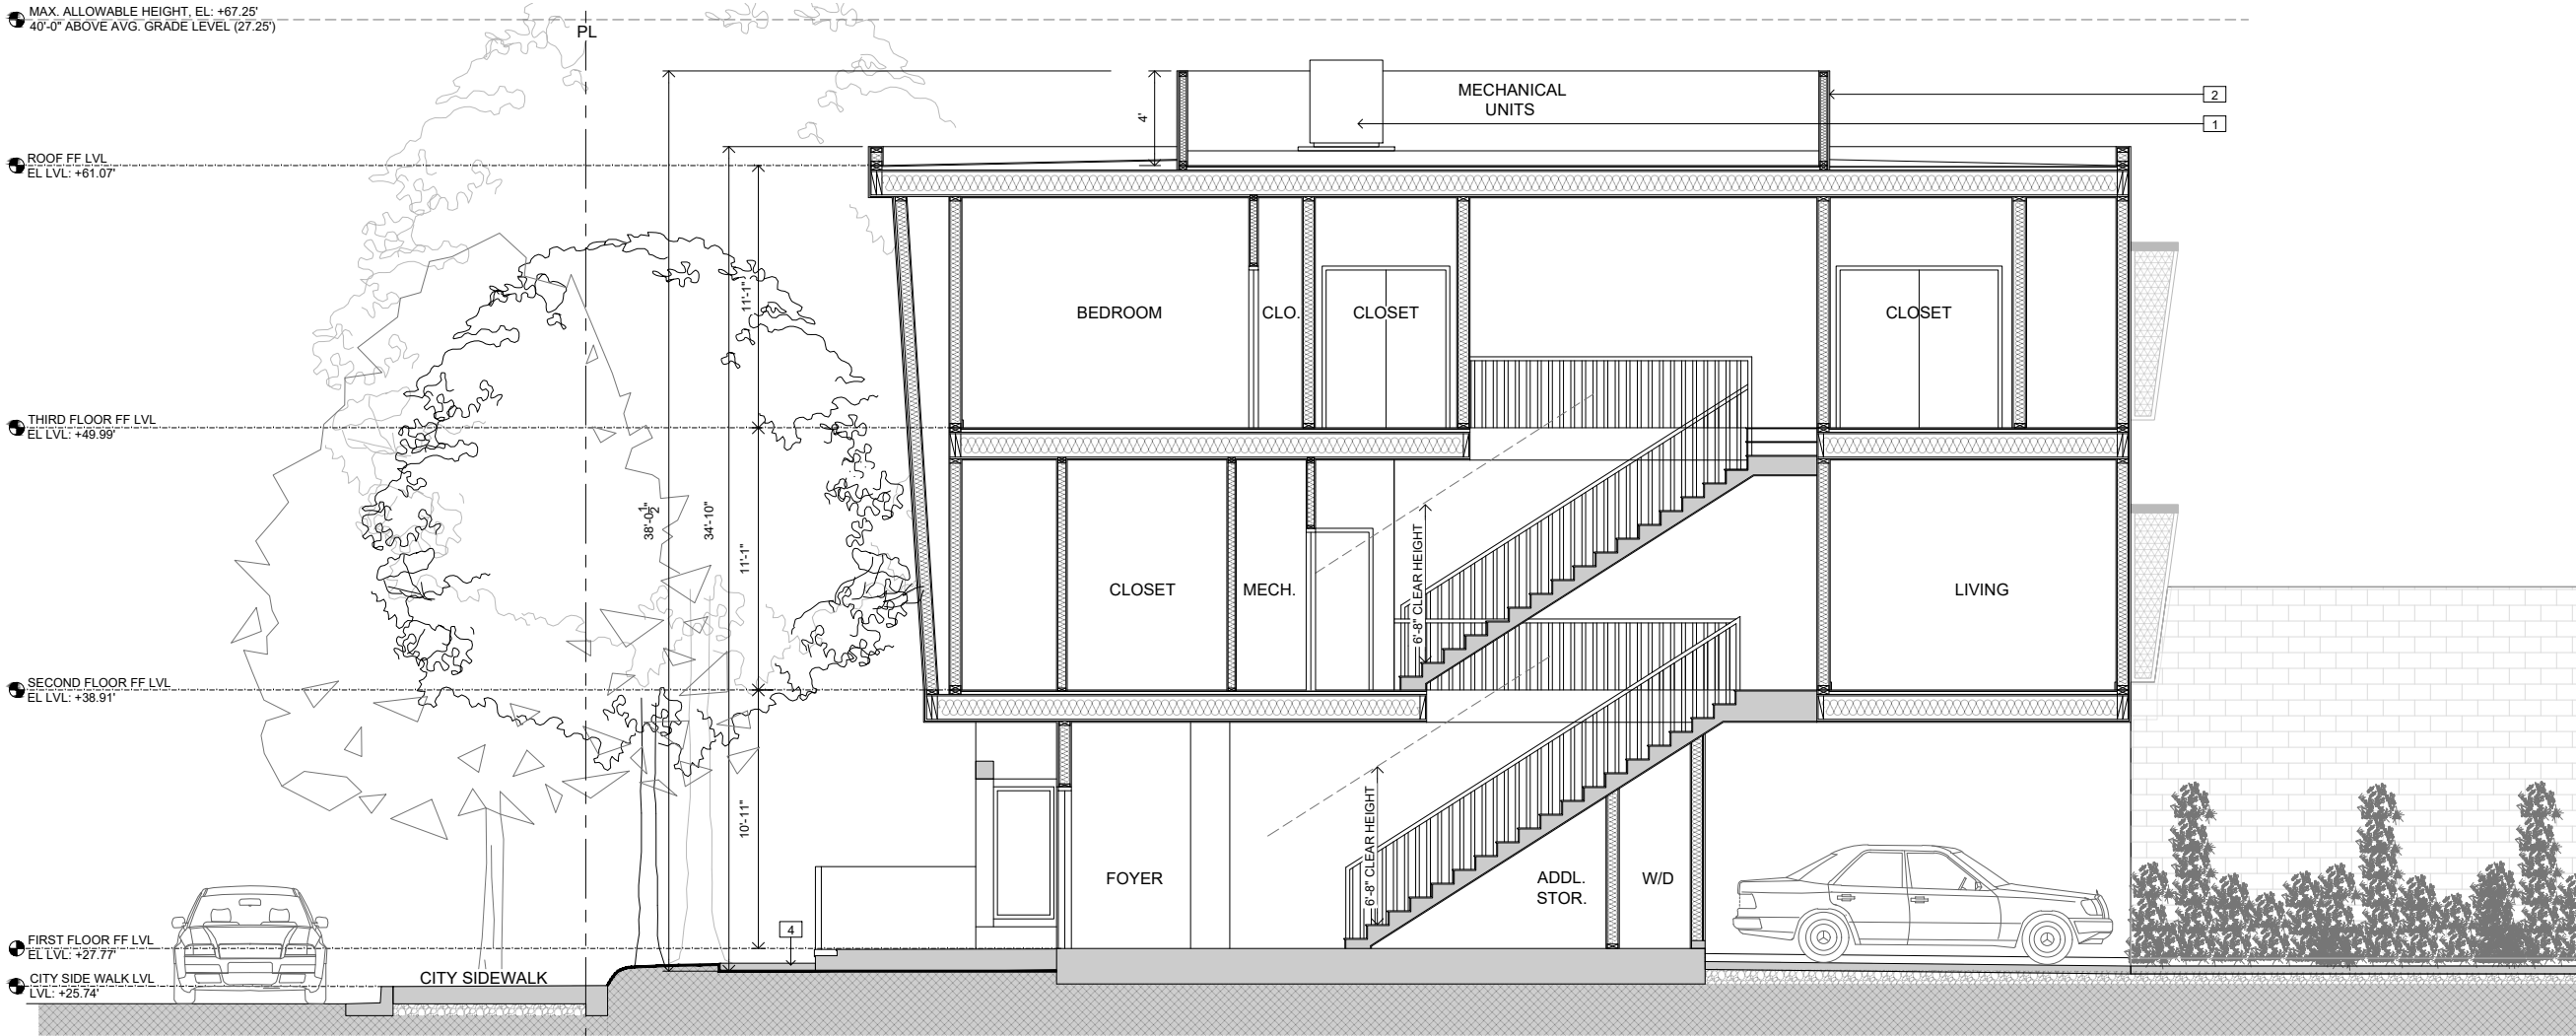 MAX. ALLOWABLE HEIGHT, EL: +67.25'
40'-0" ABOVE AVG. GRADE LEVEL (27.25')
PL
MECHANICAL
UNITS
2
1
4'
ROOF FF LVL
EL LVL: +61.07'
11'-1"
BEDROOM
CLO.
CLOSET
CLOSET
THIRD FLOOR FF LVL
EL LVL: +49.99'
38'-0 1/2"
34'-10"
11'-1"
CLOSET
MECH.
6'-8" CLEAR HEIGHT
LIVING
SECOND FLOOR FF LVL
EL LVL: +38.91'
10'-11"
FOYER
6'-8" CLEAR HEIGHT
ADDL.
STOR.
W/D
4
FIRST FLOOR FF LVL
EL LVL: +27.77'
CITY SIDE WALK LVL
LVL: +25.74'
CITY SIDEWALK